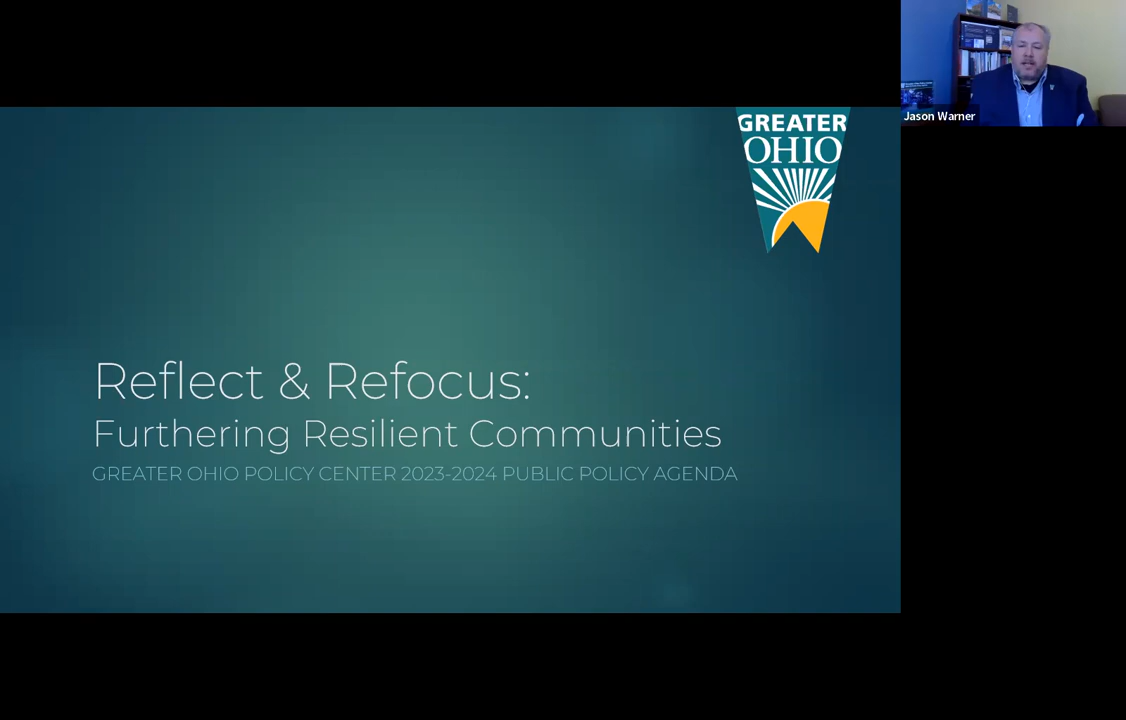 Jason Warner
GREATER
OHIO
Reflect & Refocus:
Furthering Resilient Communities
GREATER OHIO POLICY CENTER 2023-2024 PUBLIC POLICY AGENDA